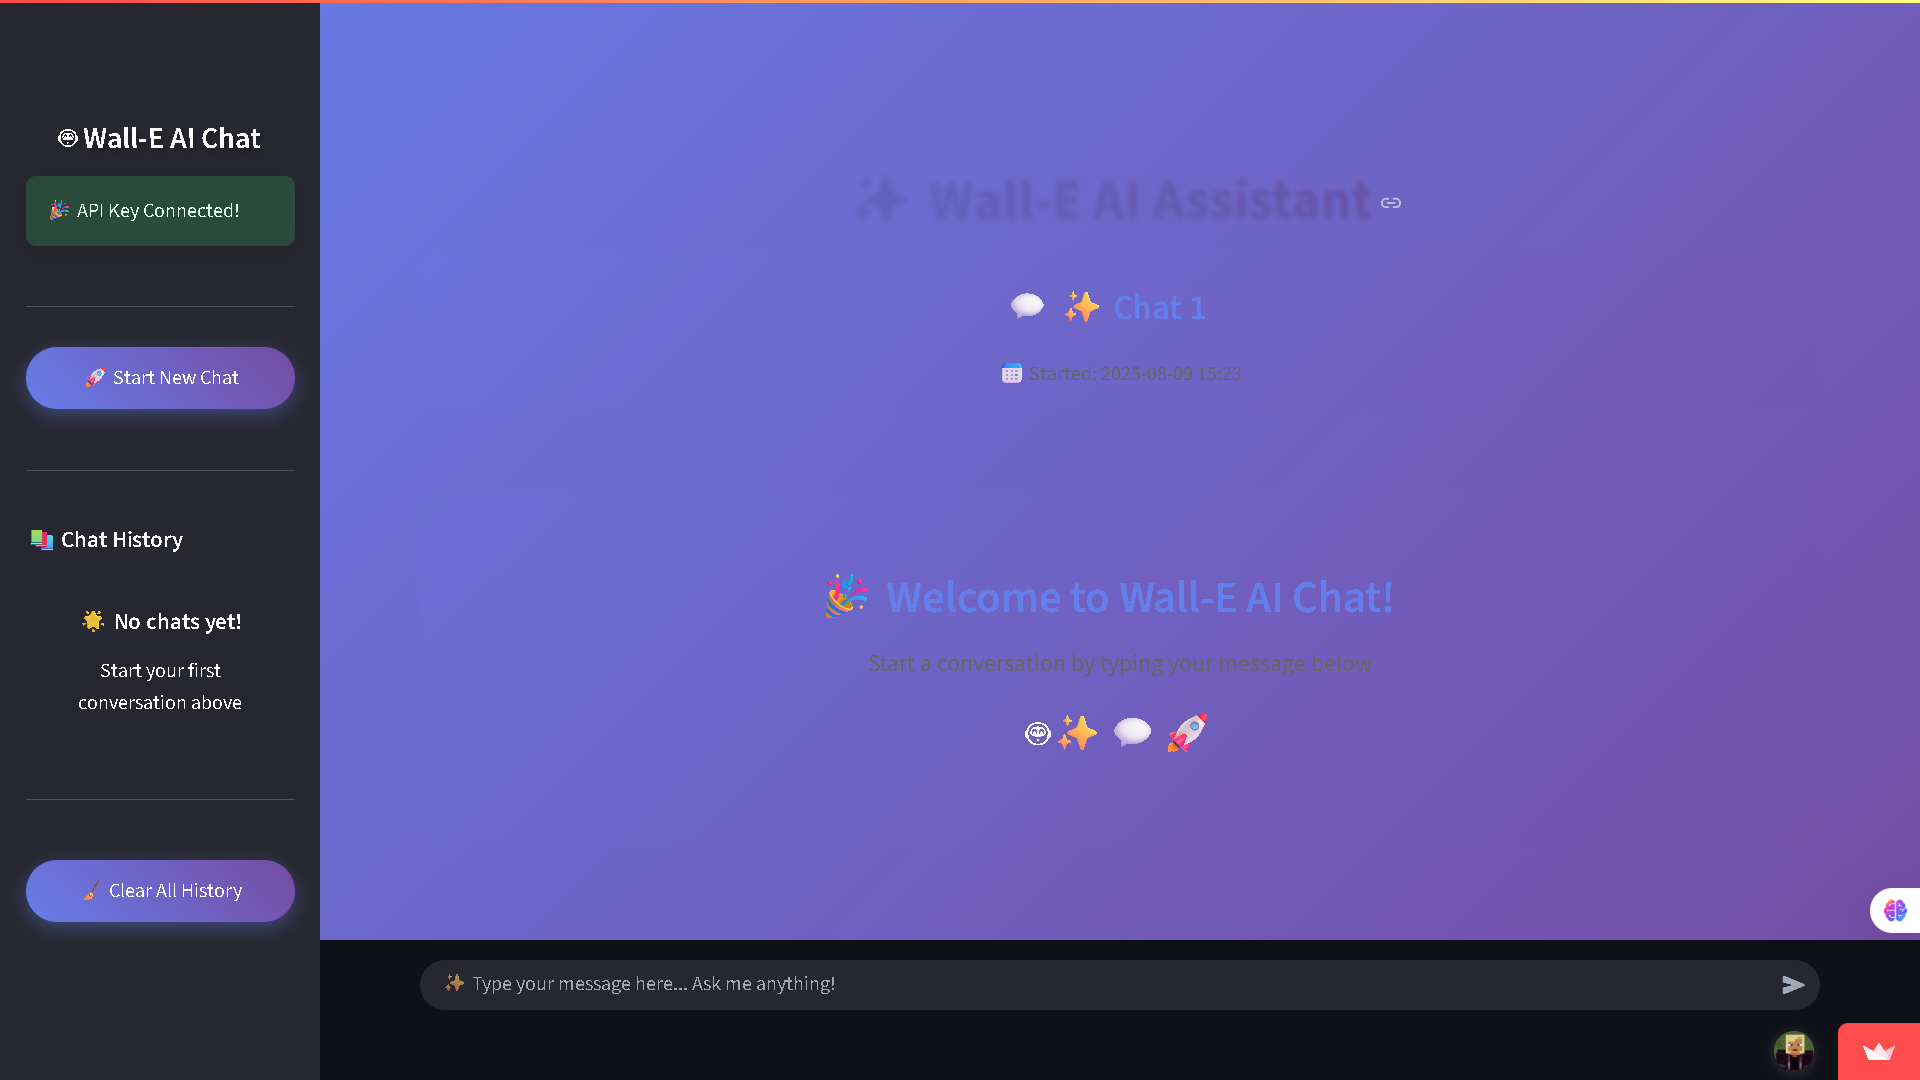 Wall-E AI Chat
🎉 API Key Connected!
🚀 Start New Chat
📚 Chat History
🌟 No chats yet!
Start your first
conversation above
🧹 Clear All History
✨ Wall-E AI Assistant
💬 ✨ Chat 1
📅 Started: 2025-08-09 15:23
🎉 Welcome to Wall-E AI Chat!
Start a conversation by typing your message below
✨ Type your message here... Ask me anything!